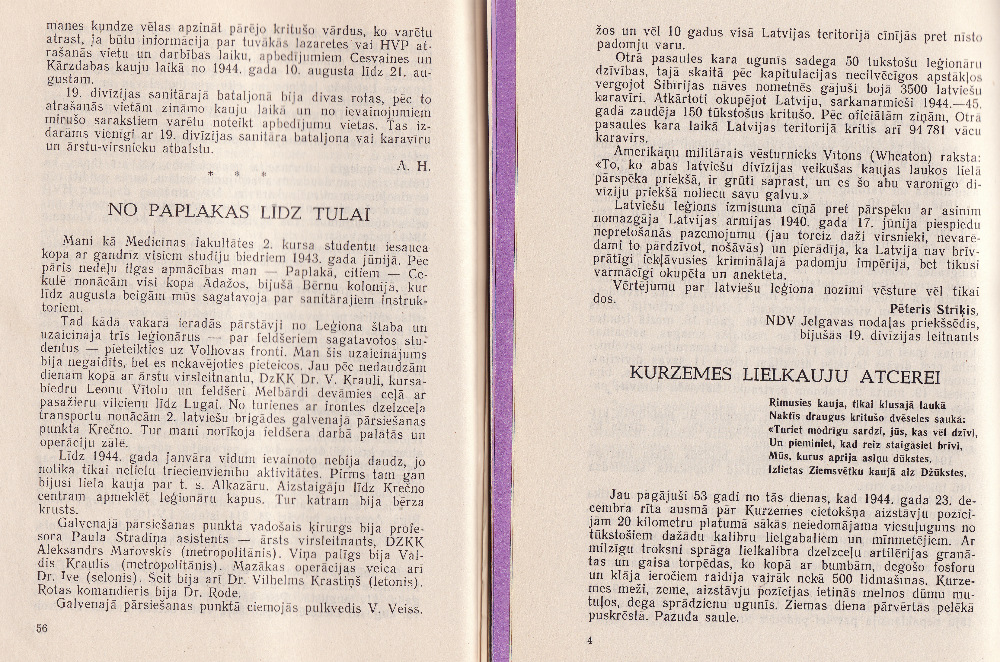 manes kundze vēlas apzināt pārējo kritušo vārdus, ko varētu
atrast, ja būtu informācija par tuvākās lazaretes vai HVP at-
rašanās vietu un darbības laiku, apbedījumiem Cesvaines un
Kārzdabas kauju laikā no 1944. gada 10. augusta līdz 21. au-
gustam.
19. divīzijas sanitārajā bataljonā bija divas rotas, pēc to
atrašanās vietām zināmo kauju laikā un no ievainojumiem
mirušo sarakstiem varētu noteikt apbedījumu vietas. Tas iz-
darāms vienīgi ar 19. divīzijas sanitāra bataljona vai karavīru
un ārstu-virsnieku atbalstu.
A. H.
* * *
NO PAPLAKAS LĪDZ TULAI
Mani kā Medicīnas fakultātes 2. kursa studentu iesauca
kopā ar gandrīz visiem studiju biedriem 1943. gada jūnijā. Pēc
pāris nedēļu ilgas apmācības man — Paplakā, citiem — Ce-
kulē nonācām visi kopā Ādažos, bijušā Bērnu kolonijā, kur
līdz augusta beigām mūs sagatavoja par sanitārajiem instruk-
toriem.
Tad kādā vakarā ieradās pārstāvji no Leģiona štāba un
uzaicināja trīs leģionārus — par feldšeriem sagatavotos stu-
dentus — pieteikties uz Volhovas fronti. Man šis uzaicinājums
bija negaidīts, bet es nekavējoties pieteicos. Jau pēc nedaudzām
dienām kopā ar ārstu virsleitnantu, DzKK Dr. V. Krauli, kursa-
biedru Leonu Vītolu un feldšeri Melbārdi devāmies ceļā ar
pasažieru vilcienu līdz Lugai. No turienes ar frontes dzelzceļa
transportu nonācām 2. latviešu brigādes galvenajā pārsiešanas
punktā Krečno. Tur mani norīkoja feldšera darbā palātās un
operāciju zālē.
Līdz 1944. gada janvāra vidum ievainoto nebija daudz, jo
notika tikai nelielu triecienvienību aktivitātes. Pirms tam gan
bijusi liela kauja par t. s. Alkazāru. Aizstaigāju līdz Krečno
centram apmeklēt leģionāru kapus. Tur katram bija bērza
krusts.
Galvenajā pārsiešanas punktā vadošais ķirurgs bija profe-
sora Paula Stradiņa asistents — ārsts virsleitnants, DZKK
Aleksandrs Marovskis (metropolitānis). Viņa palīgs bija Val-
dis Kraulis (metropolitānis). Mazākas operācijas veica arī
Dr. Ive (selonis). Šeit bija arī Dr. Vilhelms Krastiņš (letonis).
Rotas komandieris bija Dr. Rode.
Galvenajā pārsiešanas punktā ciemojās pulkvedis V. Veiss.
56
žos un vēl 10 gadus visā Latvijas teritorijā cīnījās pret nīsto
padomju varu.
Otrā pasaules kara ugunīs sadega 50 tūkstošu leģionāru
dzīvības, tajā skaitā pēc kapitulācijas necilvēcīgos apstākļos
verģojot Sibīrijas nāves nometnēs gājuši bojā 3500 latviešu
karavīri. Atkārtoti okupējot Latviju, sarkanarmieši 1944.—45.
gadā zaudēja 150 tūkstošus kritušo. Pēc oficiālām ziņām, Otrā
pasaules kara laikā Latvijas teritorijā kritis arī 94 781 vācu
karavīrs.
Amerikāņu militārais vēsturnieks Vitons (Wheaton) raksta:
«To, ko abas latviešu divīzijas veikušas kaujas laukos lielā
pārspēka priekšā, ir grūti saprast, un es šo abu varonīgo di-
vīziju priekšā nolieсu savu galvu.»
Latviešu leģions izmisuma cīņā pret pārspēku ar asinīm
nomazgāja Latvijas armijas 1940. gada 17. jūnija piespiedu
nepretošanās pazemojumu (jau toreiz daži virsnieki, nevarē-
dami to pārdzīvot, nošāvās) un pierādīja, ka Latvija nav brīv-
prātīgi iekļāvusies kriminālajā padomju impērijā, bet tikusi
varmācīgi okupēta un anektēta.
Vērtējumu par latviešu leģiona nozīmi vēsture vēl tikai
dos.
Pēteris Striķis,
NDV Jelgavas nodaļas priekšsēdis,
bijušās 19. divīzijas leitnants
KURZEMES LIELKAUJU ATCEREI
Rimusies kauja, tikai klusajā laukā
Naktīs draugus kritušo dvēseles sauka:
«Turiet modrīgu sardzi, jūs, kas vēl dzīvi,
Un pieminiet, kad reiz staigāsiet brīvi,
Mūs, kurus aprija asiņu dūkstes,
Izlietas Ziemsvētku kaujā aiz Džūkstes.
Jau pagājuši 53 gadi no tās dienas, kad 1944. gada 23. de-
cembra rīta ausmā pār Kurzemes cietokšņa aizstāvju pozīci-
jām 20 kilometru platumā sākās neiedomājama viesuļuguns no
tūkstošiem dažādu kalibru lielgabaliem un mīnmetējiem. Ar
milzīgu troksni sprāga lielkalibra dzelzceļu artilērijas granā-
tas un gaisa torpēdas, ko kopā ar bumbām, degošo fosforu
un klāja ieročiem raidīja vairāk nekā 500 lidmašīnas. Kurze-
mes meži, zeme, aizstāvju pozīcijas ietinās melnos dūmu mu-
tuļos, dega sprādzienu ugunīs. Ziemas diena pārvērtās pelēkā
puskrēslā. Pazuda saule.
4